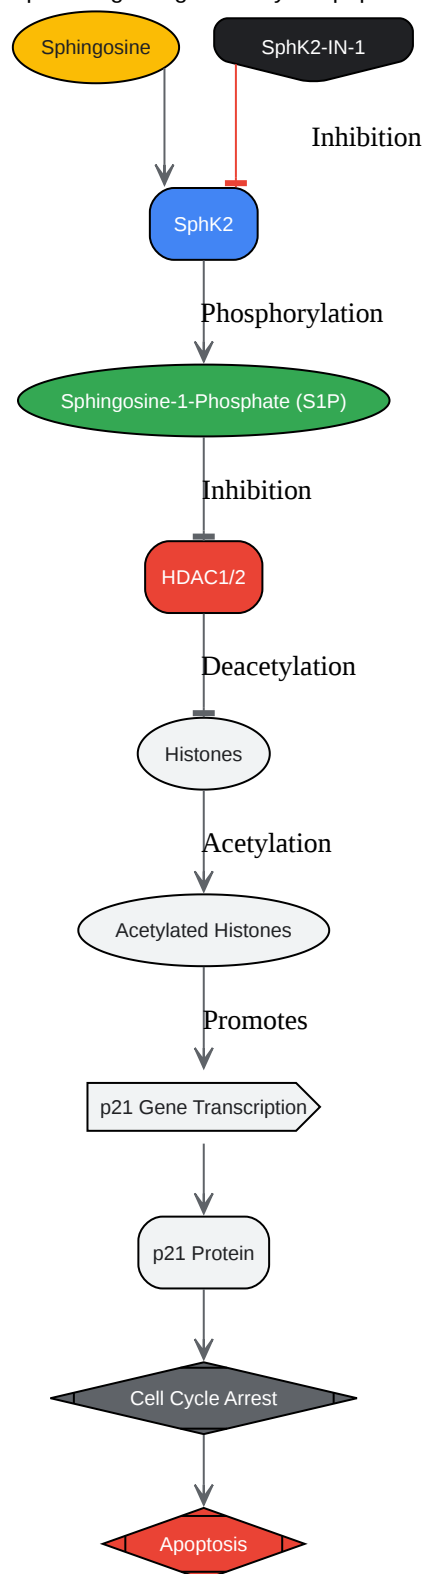 Sphingosine
SphK2-IN-1
Inhibition
SphK2
Phosphorylation
Sphingosine-1-Phosphate (S1P)
Inhibition
HDAC1/2
Deacetylation
Histones
Acetylation
Acetylated Histones
Promotes
p21 Gene Transcription
p21 Protein
Cell Cycle Arrest
Apoptosis